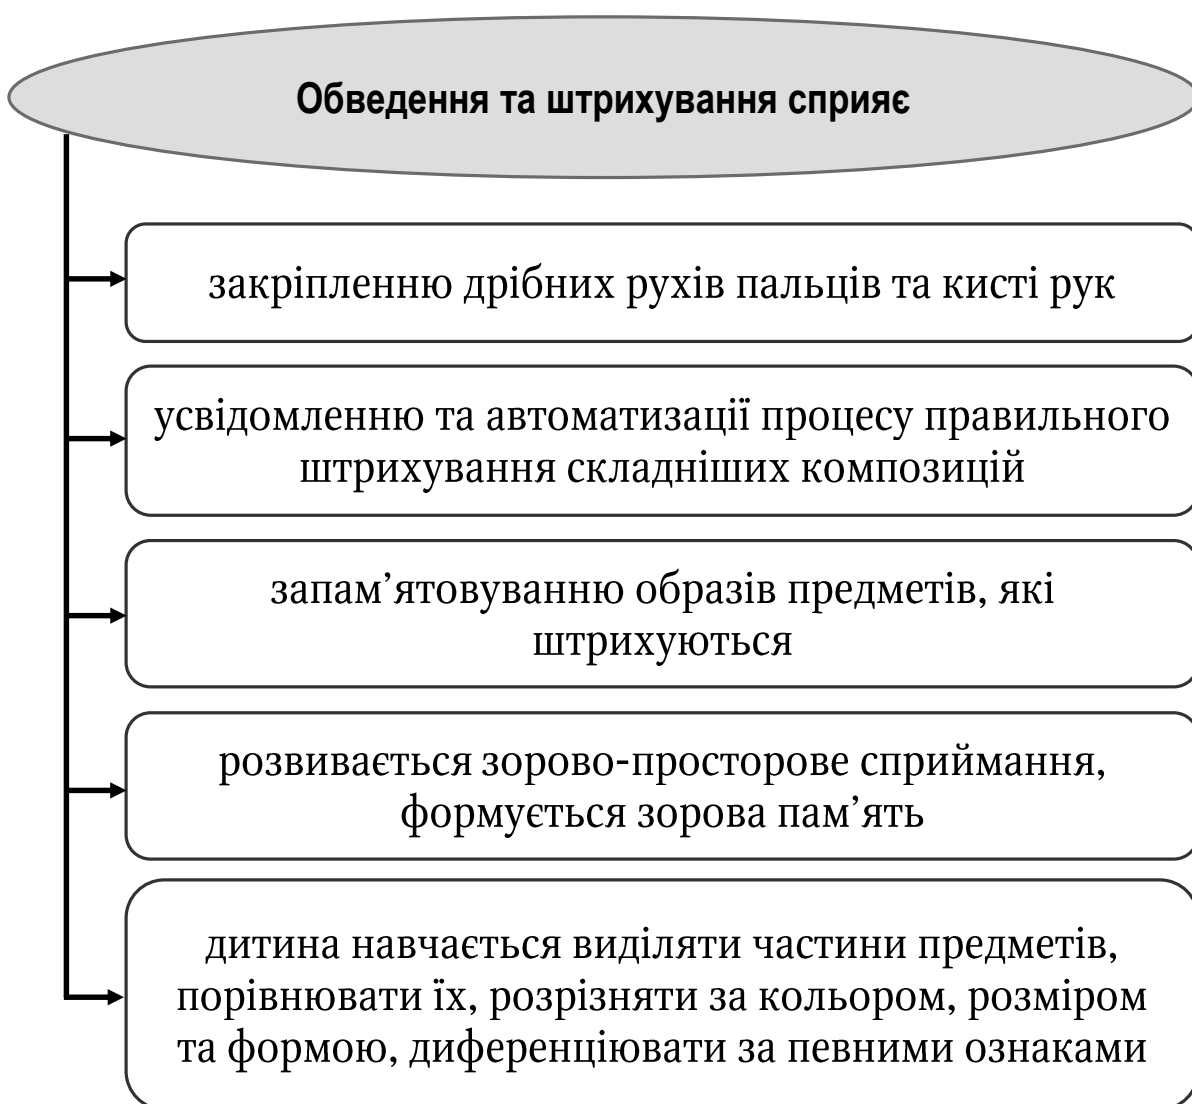 Обведення та штрихування сприяє
закріпленню дрібних рухів пальців та кисті рук
усвідомленню та автоматизації процесу правильного
штрихування складніших композицій
запам’ятовуванню образів предметів, які
штрихуються
розвивається зорово-просторове сприймання,
формується зорова пам’ять
дитина навчається виділяти частини предметів,
порівнювати їх, розрізняти за кольором, розміром
та формою, диференціювати за певними ознаками